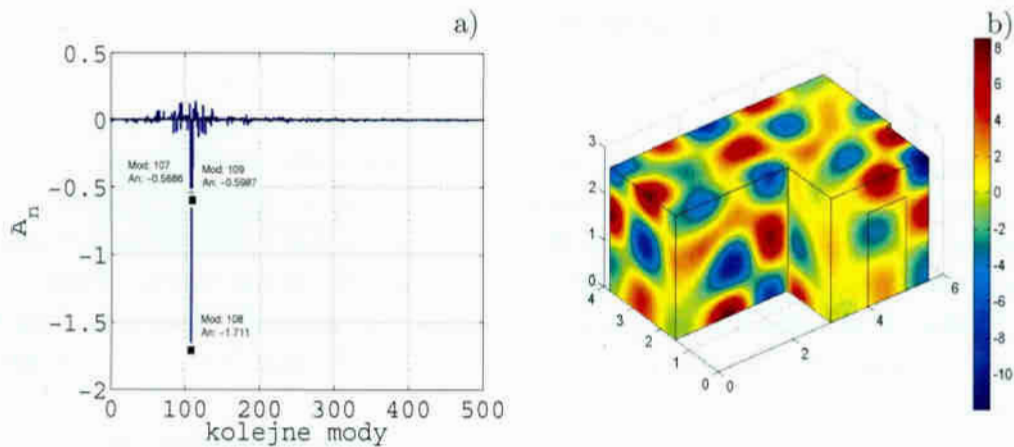 a)
0.5
0
-0.5
-1
-1.5
-2
A_n
Mod: 107
An: -0.5686
Mod: 109
An: -0.5987
Mod: 108
An: -1.711
0 100 200 300 400 500
kolejne mody
b)
3
2
1
0
4
3
2
1
0
0
2
4
6
8
6
4
2
0
-2
-4
-6
-8
-10